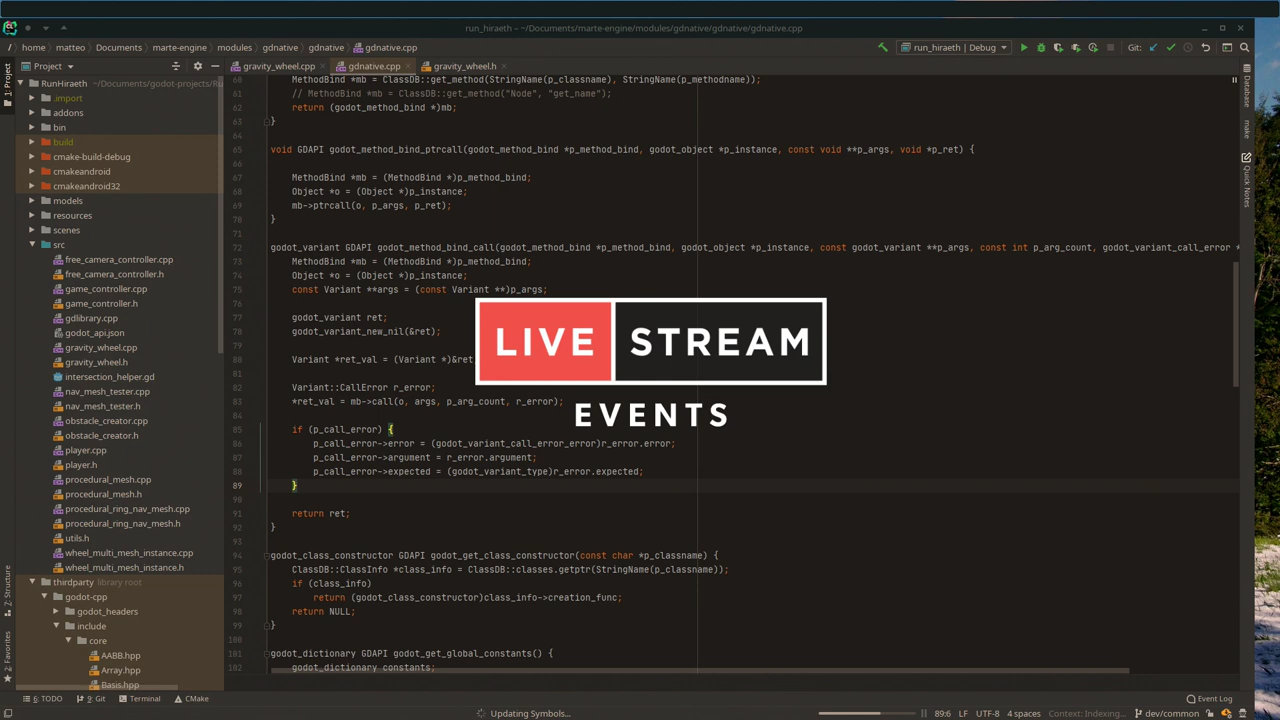 run_hiraeth - ~/Documents/marte-engine/modules/gdnative/gdnative/gdnative.cpp
/ home matteo Documents marte-engine modules gdnative gdnative gdnative.cpp run_hiraeth | Debug Git:
Project gravity_wheel.cpp gdnative.cpp gravity_wheel.h
1: Project
RunHiraeth ~/Documents/godot-projects/Ru
.import
addons
bin
build
cmake-build-debug
cmakeandroid
cmakeandroid32
models
resources
scenes
src
free_camera_controller.cpp
free_camera_controller.h
game_controller.cpp
game_controller.h
gdlibrary.cpp
godot_api.json
gravity_wheel.cpp
gravity_wheel.h
intersection_helper.gd
nav_mesh_tester.cpp
nav_mesh_tester.h
obstacle_creator.cpp
obstacle_creator.h
player.cpp
player.h
procedural_mesh.cpp
procedural_mesh.h
procedural_ring_nav_mesh.cpp
procedural_ring_nav_mesh.h
utils.h
wheel_multi_mesh_instance.cpp
wheel_multi_mesh_instance.h
thirdparty library root
godot-cpp
godot_headers
include
core
AABB.hpp
Array.hpp
Basis.hpp
Z: Structure
2: Favorites
60 MethodBind *mb = ClassDB::get_method(StringName(p_classname), StringName(p_methodname));
61 // MethodBind *mb = ClassDB::get_method("Node", "get_name");
62 return (godot_method_bind *)mb;
63 }
64
65 void GDAPI godot_method_bind_ptrcall(godot_method_bind *p_method_bind, godot_object *p_instance, const void **p_args, void *p_ret) {
66
67 MethodBind *mb = (MethodBind *)p_method_bind;
68 Object *o = (Object *)p_instance;
69 mb->ptrcall(o, p_args, p_ret);
70 }
71
72 godot_variant GDAPI godot_method_bind_call(godot_method_bind *p_method_bind, godot_object *p_instance, const godot_variant **p_args, const int p_arg_count, godot_variant_call_error *
73 MethodBind *mb = (MethodBind *)p_method_bind;
74 Object *o = (Object *)p_instance;
75 const Variant **args = (const Variant **)p_args;
76
77 godot_variant ret;
78 godot_variant_new_nil(&ret);
79
80 Variant *ret_val = (Variant *)&ret
81
82 Variant::CallError r_error;
83 *ret_val = mb->call(o, args, p_arg_count, r_error);
84
85 if (p_call_error) {
86 p_call_error->error = (godot_variant_call_error_error)r_error.error;
87 p_call_error->argument = r_error.argument;
88 p_call_error->expected = (godot_variant_type)r_error.expected;
89 }
90
91 return ret;
92 }
93
94 godot_class_constructor GDAPI godot_get_class_constructor(const char *p_classname) {
95 ClassDB::ClassInfo *class_info = ClassDB::classes.getptr(StringName(p_classname));
96 if (class_info)
97 return (godot_class_constructor)class_info->creation_func;
98 return NULL;
99 }
100
101 godot_dictionary GDAPI godot_get_global_constants() {
102 godot_dictionary constants;
LIVE STREAM
EVENTS
Database
make
Quick Notes
6: TODO 9: Git Terminal CMake Event Log
Updating Symbols... 89:6 LF UTF-8 4 spaces Context: Indexing... dev/common